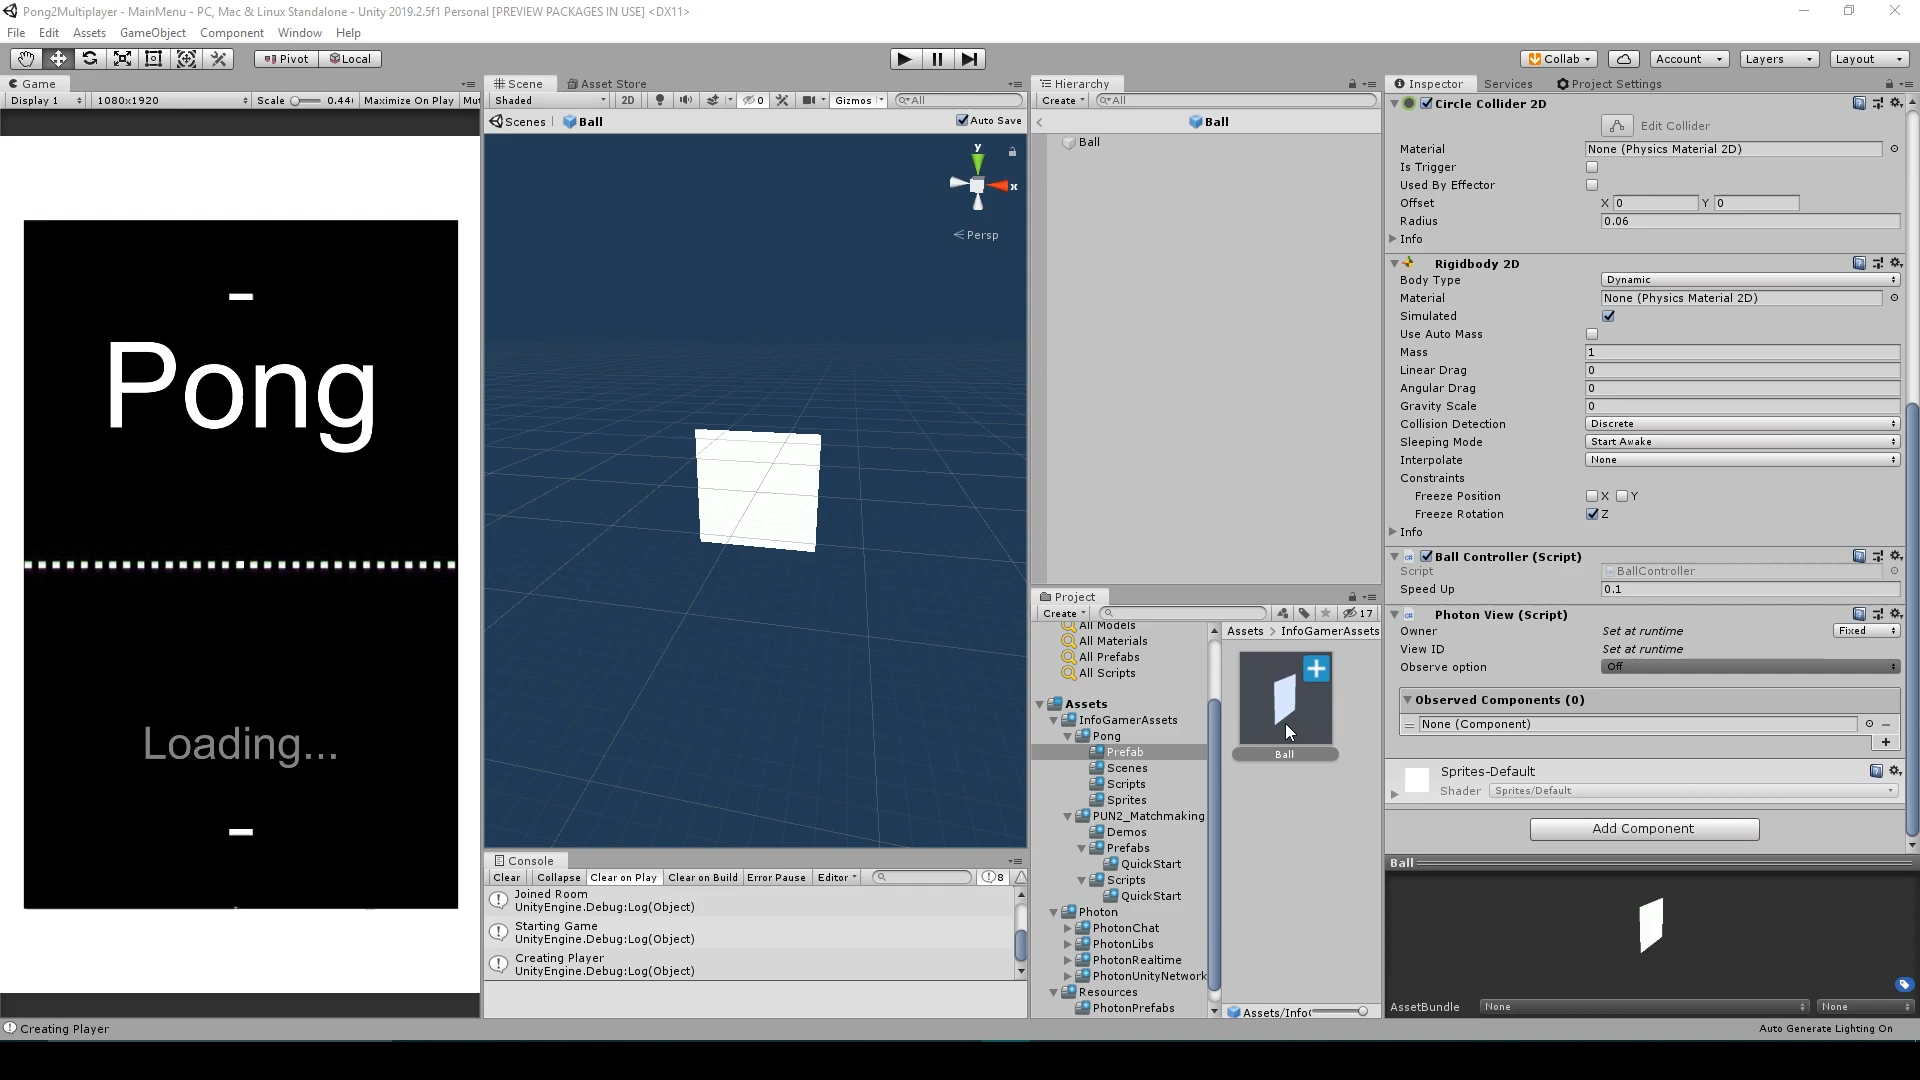 Pong2Multiplayer - MainMenu - PC, Mac & Linux Standalone - Unity 2019.2.5f1 Personal [PREVIEW PACKAGES IN USE] <DX11>
File Edit Assets GameObject Component Window Help
Pivot Local
Collab Account Layers Layout
Game
Display 1 1080x1920 Scale 0.44 Maximize On Play
Pong
Loading...
Scene Asset Store
Shaded 2D 0 Gizmos All
Scenes Ball Auto Save
y
x
Persp
Console
Clear Collapse Clear on Play Clear on Build Error Pause Editor 8
Joined Room
UnityEngine.Debug:Log(Object)
Starting Game
UnityEngine.Debug:Log(Object)
Creating Player
UnityEngine.Debug:Log(Object)
Hierarchy
Create All
Ball
Ball
Project
Create 17
All Models
All Materials
All Prefabs
All Scripts
Assets
InfoGamerAssets
Pong
Prefab
Scenes
Scripts
Sprites
PUN2_Matchmaking
Demos
Prefabs
QuickStart
Scripts
QuickStart
Photon
PhotonChat
PhotonLibs
PhotonRealtime
PhotonUnityNetwork
Resources
PhotonPrefabs
Assets > InfoGamerAssets
Ball
Assets/Info
Inspector Services Project Settings
Circle Collider 2D
Edit Collider
Material None (Physics Material 2D)
Is Trigger
Used By Effector
Offset X 0 Y 0
Radius 0.06
Info
Rigidbody 2D
Body Type Dynamic
Material None (Physics Material 2D)
Simulated
Use Auto Mass
Mass 1
Linear Drag 0
Angular Drag 0
Gravity Scale 0
Collision Detection Discrete
Sleeping Mode Start Awake
Interpolate None
Constraints
Freeze Position X Y
Freeze Rotation Z
Info
Ball Controller (Script)
Script BallController
Speed Up 0.1
Photon View (Script)
Owner Set at runtime Fixed
View ID Set at runtime
Observe option Off
Observed Components (0)
None (Component)
Sprites-Default
Shader Sprites/Default
Add Component
Ball
AssetBundle None None
Creating Player
Auto Generate Lighting On